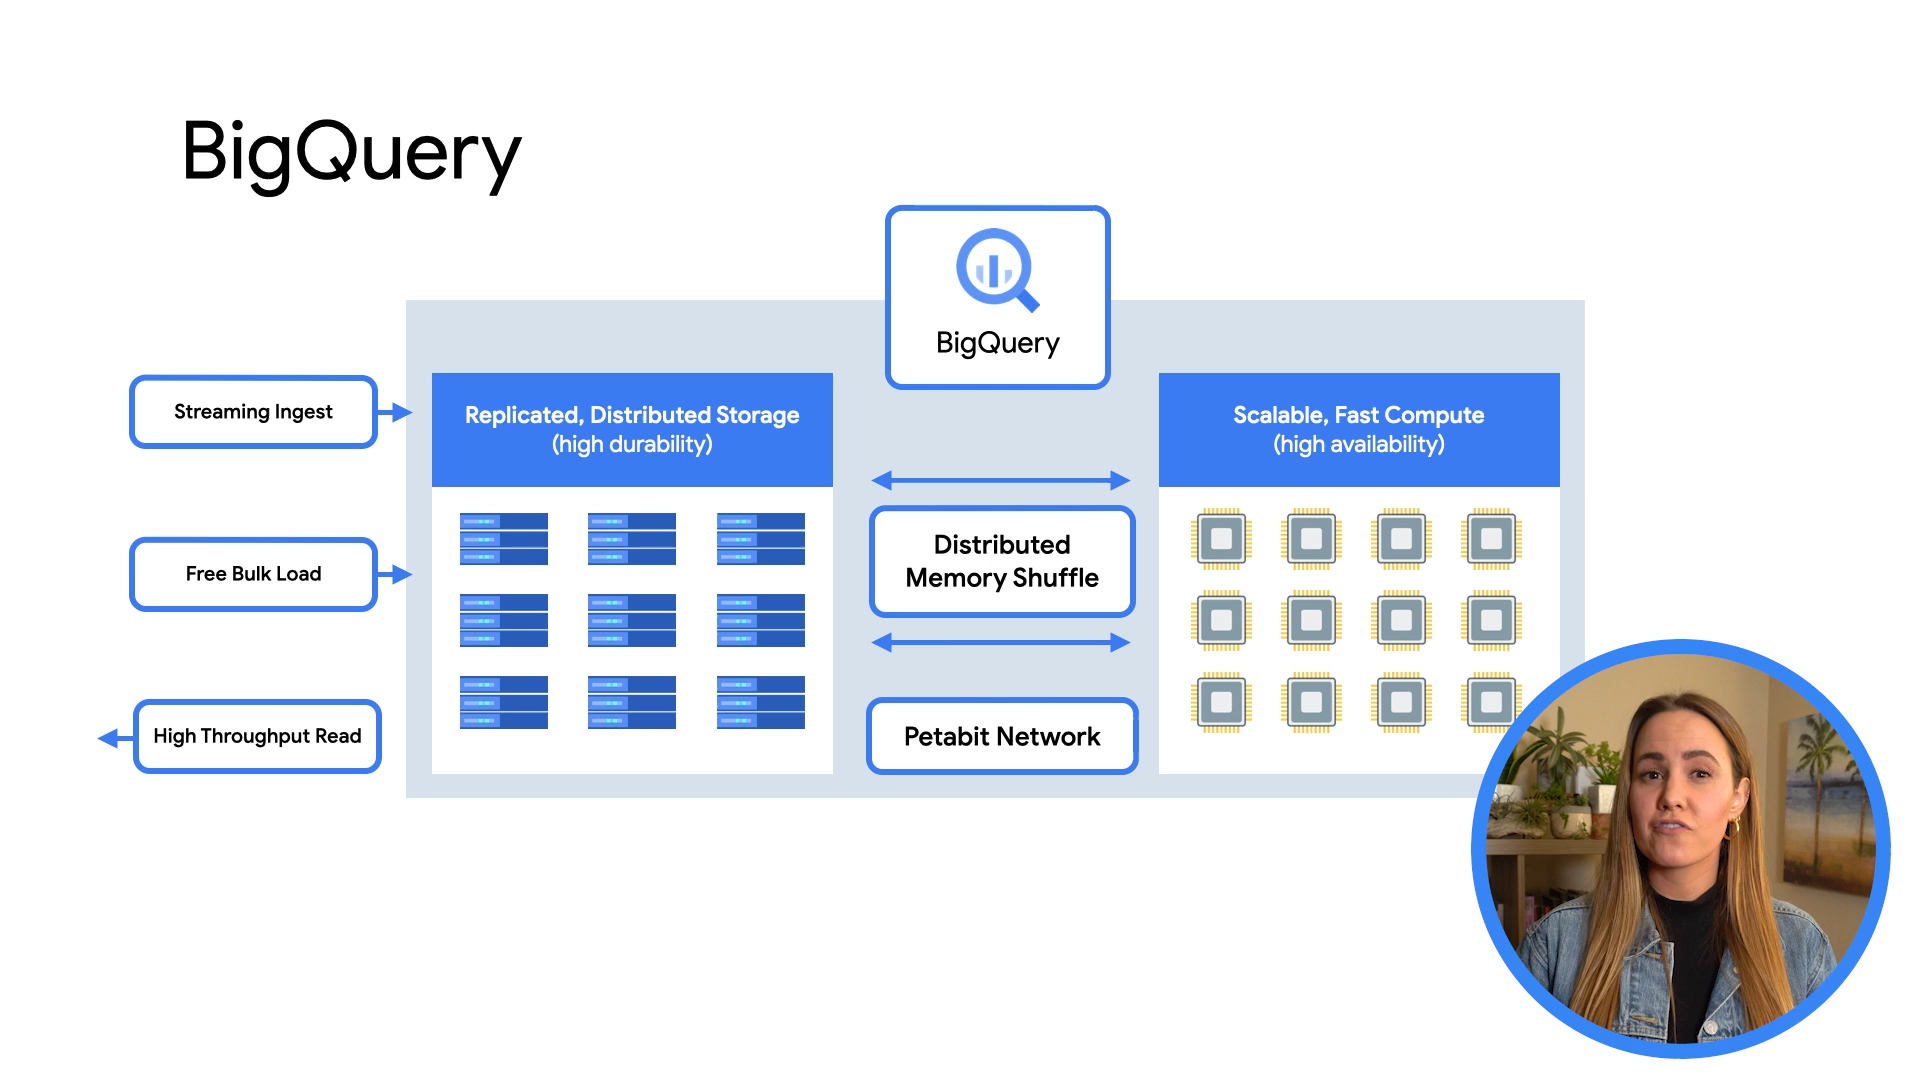 BigQuery
BigQuery
Streaming Ingest
Free Bulk Load
High Throughput Read
Replicated, Distributed Storage
(high durability)
Distributed
Memory Shuffle
Petabit Network
Scalable, Fast Compute
(high availability)